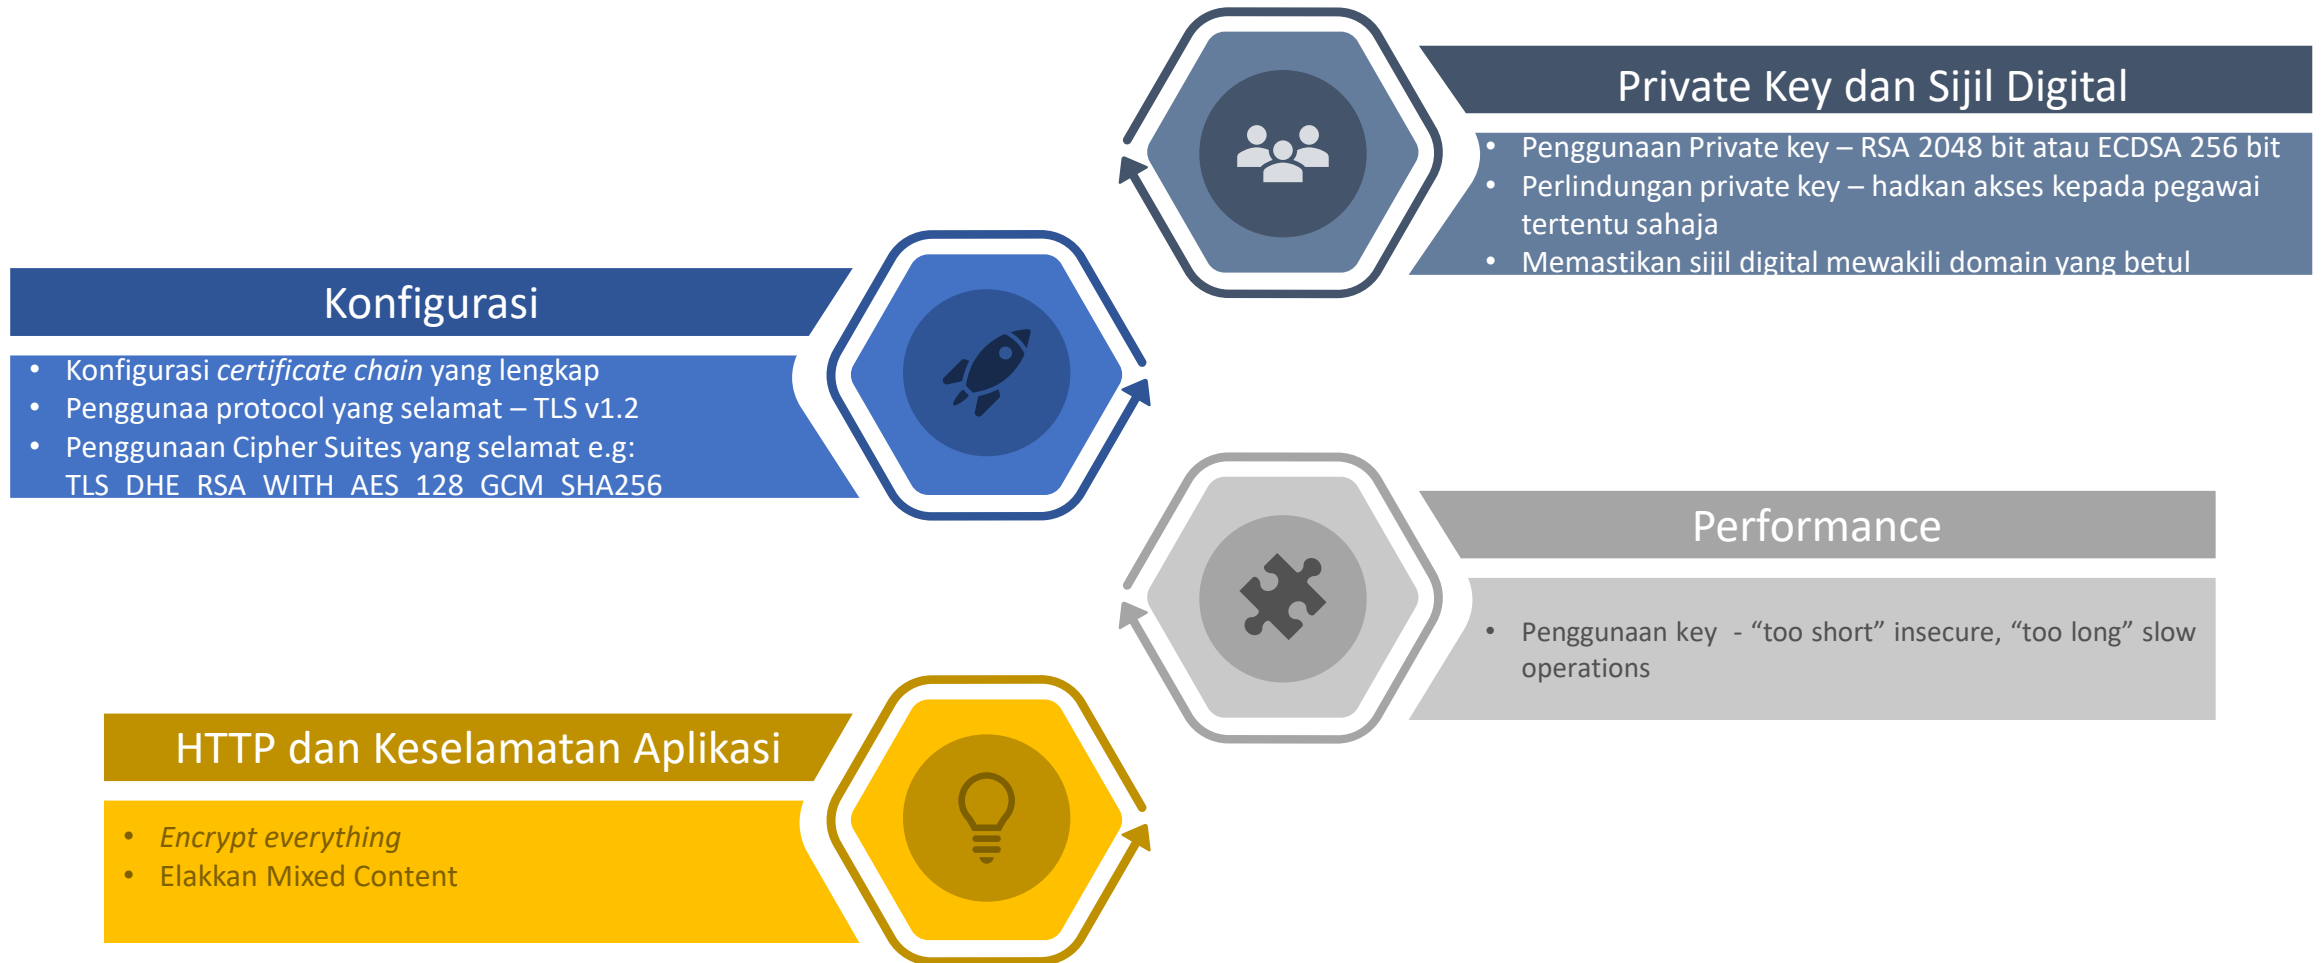 Private Key dan Sijil Digital
• Penggunaan Private key – RSA 2048 bit atau ECDSA 256 bit
• Perlindungan private key – hadkan akses kepada pegawai
tertentu sahaja
• Memastikan sijil digital mewakili domain yang betul
Konfigurasi
• Konfigurasi certificate chain yang lengkap
• Penggunaa protocol yang selamat – TLS v1.2
• Penggunaan Cipher Suites yang selamat e.g:
TLS_DHE_RSA_WITH_AES_128_GCM_SHA256
Performance
• Penggunaan key - “too short” insecure, “too long” slow
operations
HTTP dan Keselamatan Aplikasi
• Encrypt everything
• Elakkan Mixed Content